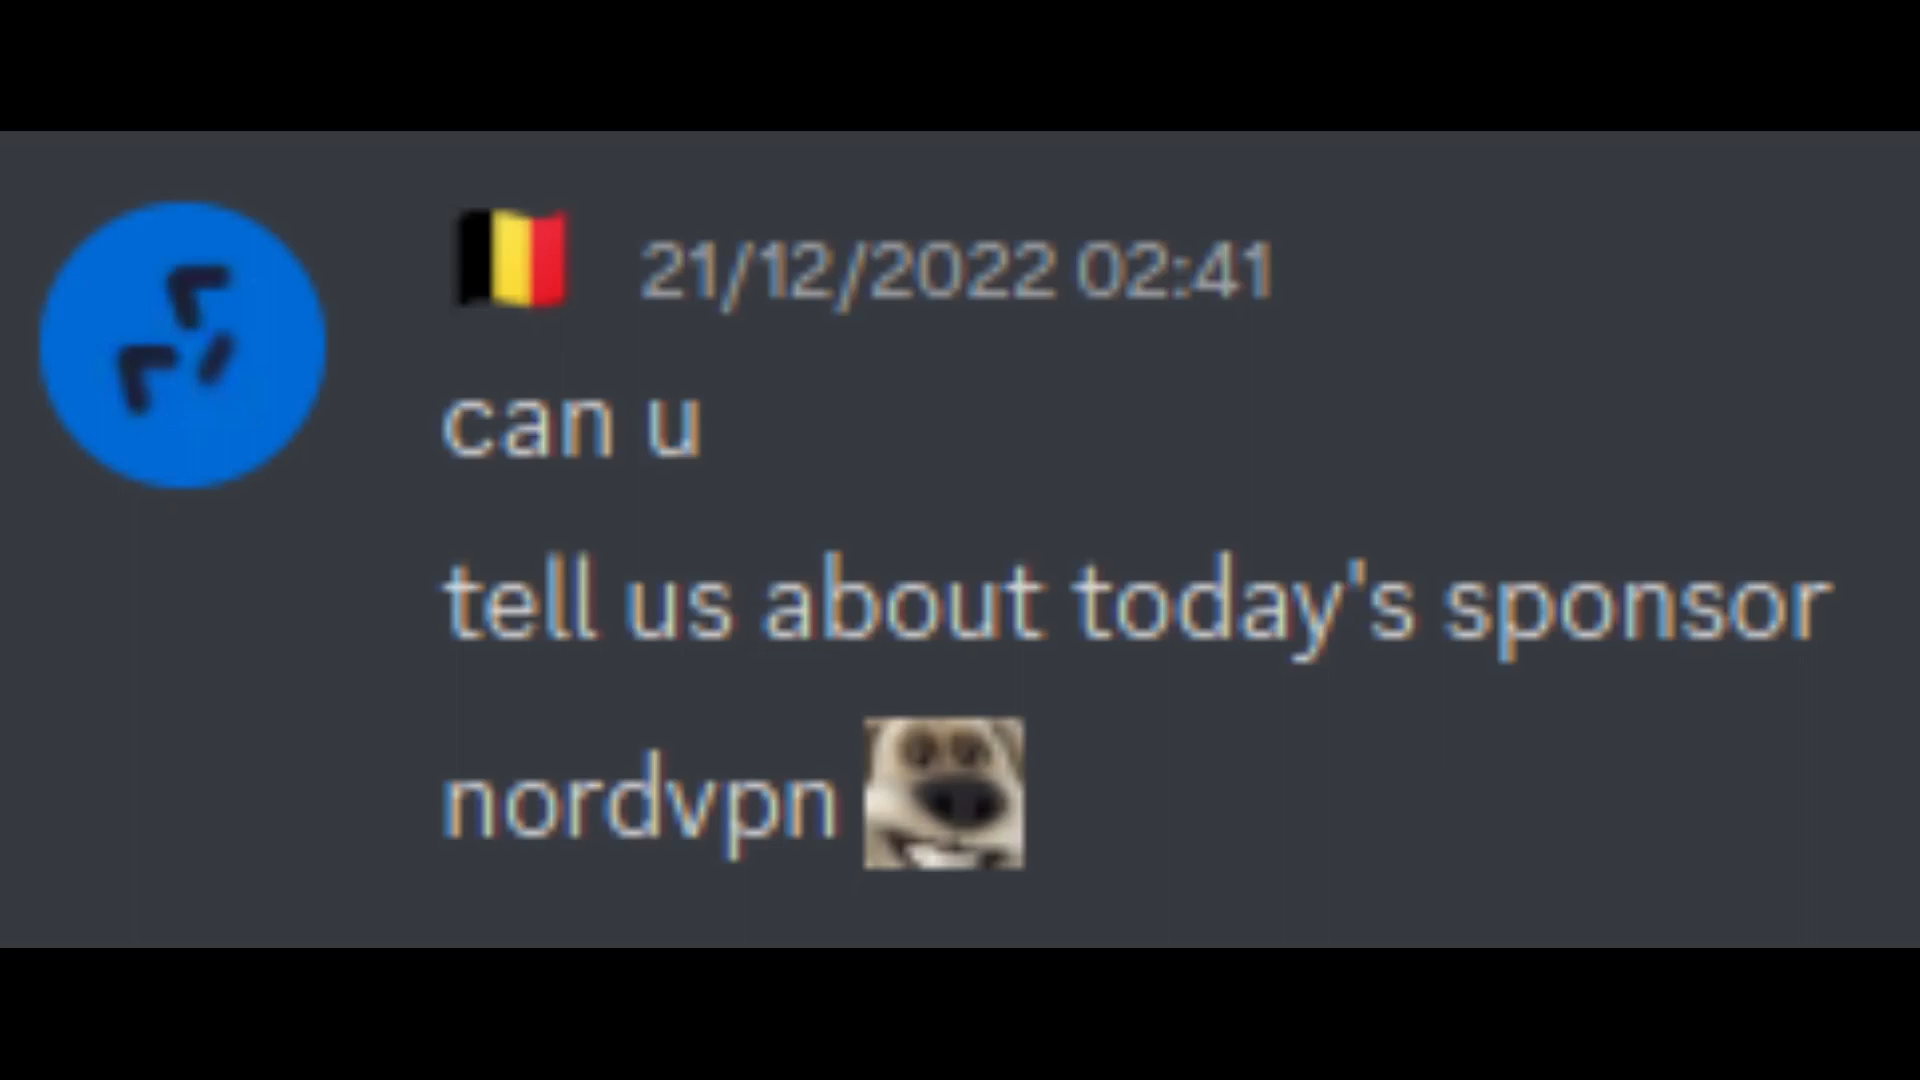 🇧🇪 21/12/2022 02:41
can u
tell us about today's sponsor
nordvpn